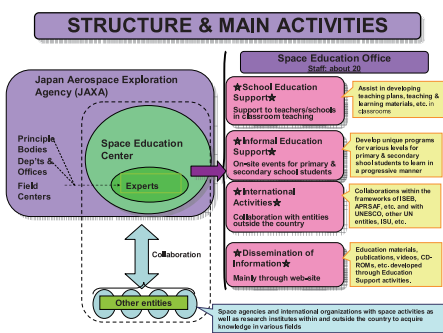 STRUCTURE & MAIN ACTIVITIES
Japan Aerospace Exploration
Agency (JAXA)
Principle
Bodies
Dep'ts &
Offices
Field
Centers
Space Education
Center
Experts
Collaboration
Other entities
Space Education Office
Staff: about 20
★School Education
Support★
Support to teachers/schools
in classroom teaching
Assist in developing
teaching plans, teaching &
learning materials, etc. in
classrooms
★Informal Education
Support★
On-site events for primary &
secondary school students
Develop unique programs
for various levels for
primary & secondary
school students to learn in
a progressive manner
★International
Activities★
Collaboration with entities
outside the country
Collaborations within the
frameworks of ISEB,
APRSAF, etc. and with
UNESCO, other UN
entities, ISU, etc.
★Dissemination of
Information★
Mainly through web-site
Education materials,
publications, videos, CD-
ROMs, etc. developed through
Education Support
activities.
Space agencies and international organizations with space activities as
well as research institutes within and outside the country to acquire
knowledge in various fields